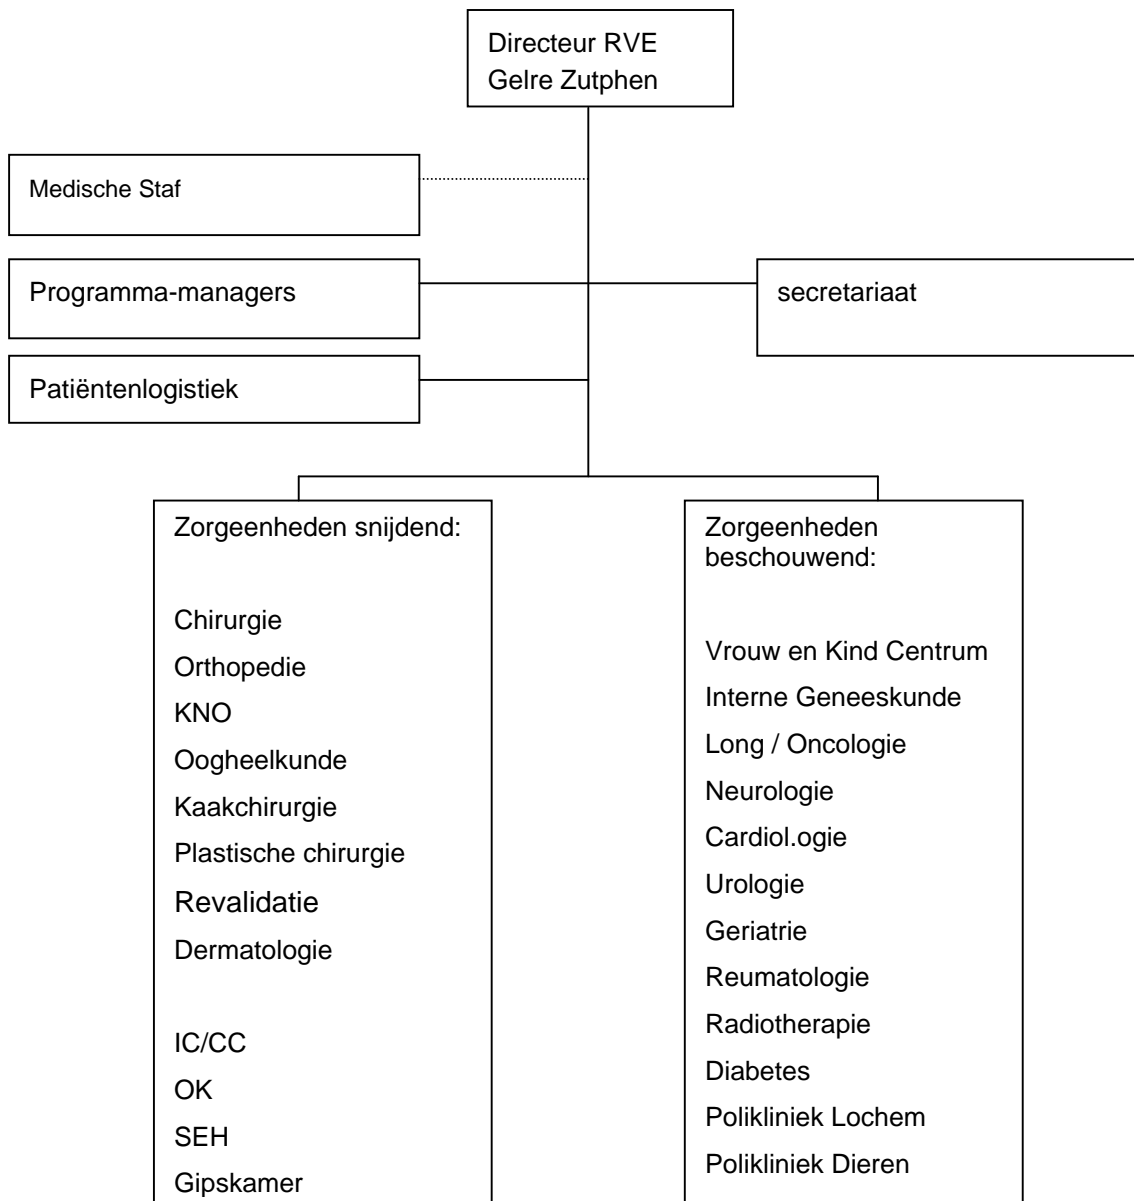 Directeur RVE
Gelre Zutphen
Medische Staf
Programma-managers
secretariaat
Patiëntenlogistiek
Zorgeenheden snijdend:
Chirurgie
Orthopedie
KNO
Oogheelkunde
Kaakchirurgie
Plastische chirurgie
Revalidatie
Dermatologie
IC/CC
OK
SEH
Gipskamer
Zorgeenheden
beschouwend:
Vrouw en Kind Centrum
Interne Geneeskunde
Long / Oncologie
Neurologie
Cardiol.ogie
Urologie
Geriatrie
Reumatologie
Radiotherapie
Diabetes
Polikliniek Lochem
Polikliniek Dieren